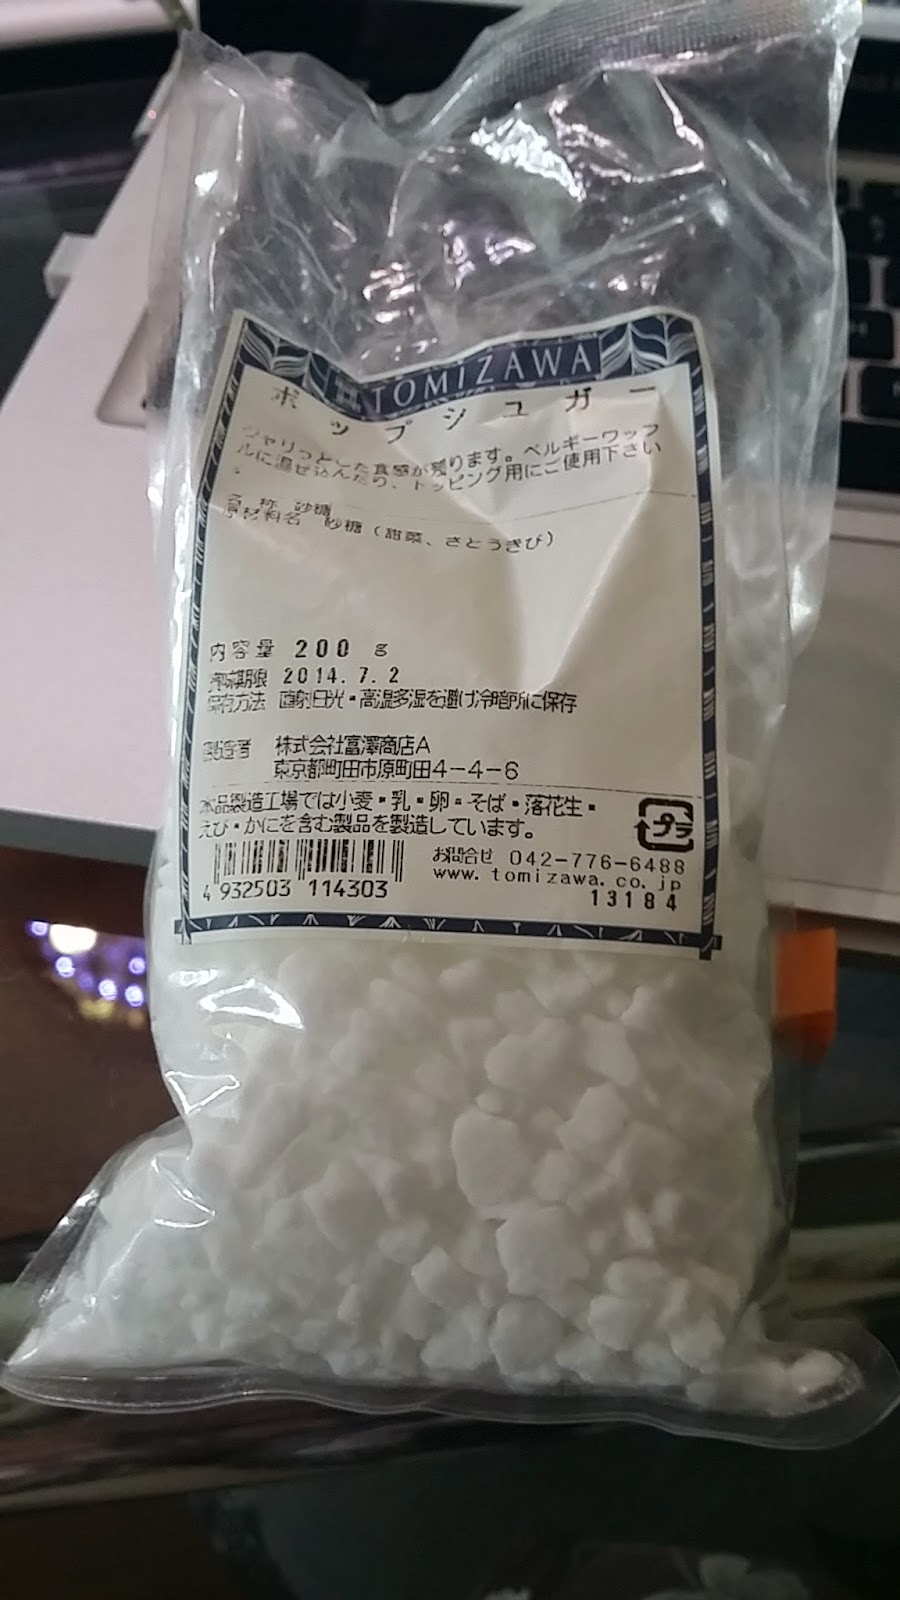 TOMIZAWA
ポップシュガー
シャリっとした食感が残ります。ベルギーワッフ
ルに混ぜ込んだり、トッピング用にご使用下さい
。
名 称 砂糖
原材料名 砂糖（甜菜、さとうきび）
内容量 200 g
賞味期限 2014.7.2
保存方法 直射日光・高温多湿を避け冷暗所に保存
製造者 株式会社富澤商店A
東京都町田市原町田4-4-6
本品製造工場では小麦・乳・卵・そば・落花生・
えび・かにを含む製品を製造しています。
プラ
お問合せ 042-776-6488
www.tomizawa.co.jp
4 932503 114303
13184